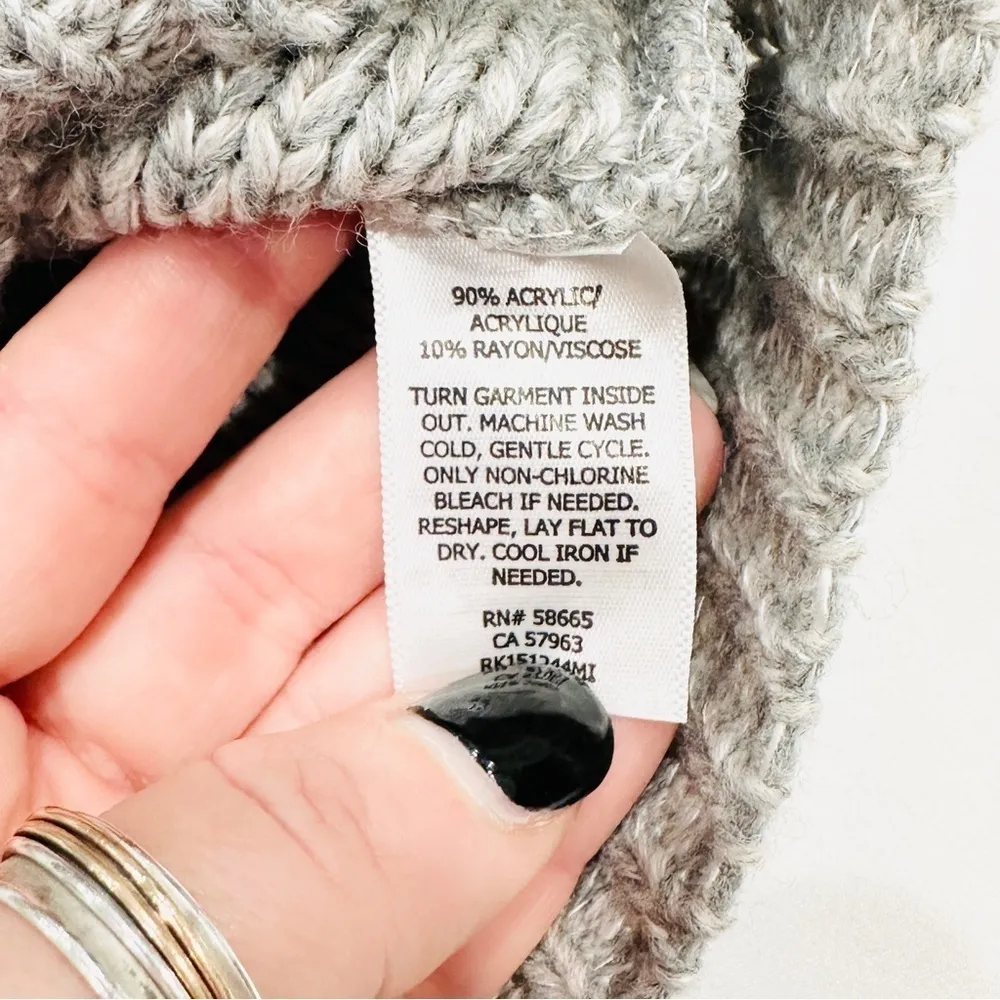 90% ACRYLIC/
ACRYLIQUE
10% RAYON/VISCOSE
TURN GARMENT INSIDE
OUT. MACHINE WASH
COLD, GENTLE CYCLE.
ONLY NON-CHLORINE
BLEACH IF NEEDED.
RESHAPE, LAY FLAT TO
DRY. COOL IRON IF
NEEDED.
RN# 58665
CA 57963